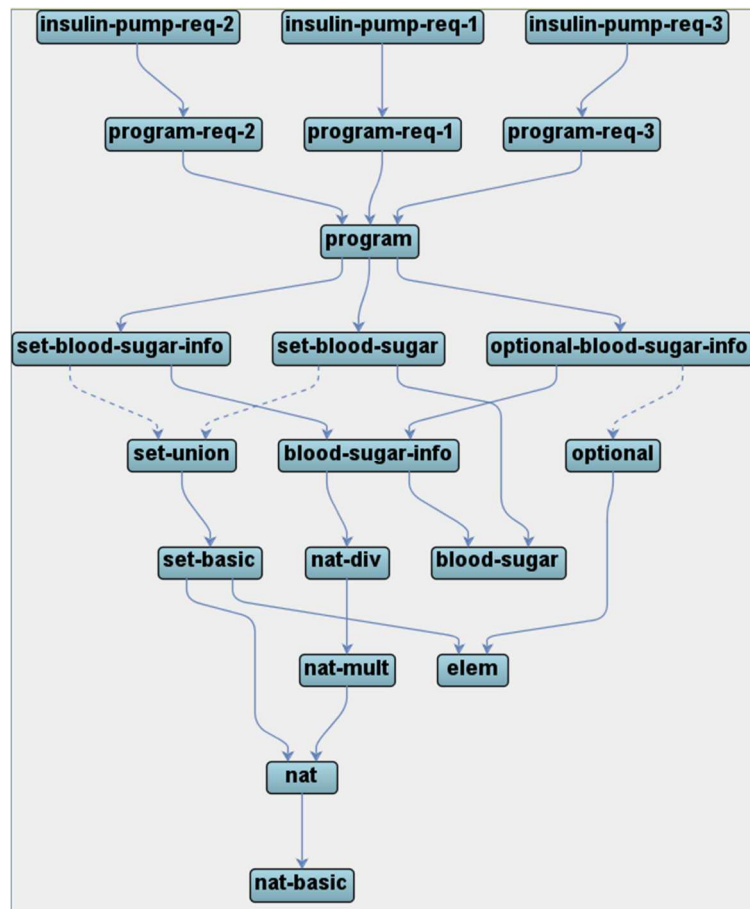 insulin-pump-req-2
insulin-pump-req-1
insulin-pump-req-3
program-req-2
program-req-1
program-req-3
program
set-blood-sugar-info
set-blood-sugar
optional-blood-sugar-info
set-union
blood-sugar-info
optional
set-basic
nat-div
blood-sugar
nat-mult
elem
nat
nat-basic